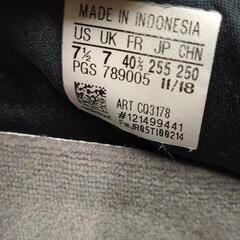 MADE IN INDONESIA
US UK FR JP CHN
7½ 7 40⅔ 255 250
PGS 789005 11/18
ART CQ3178
#121499441
FWJR05TI00214